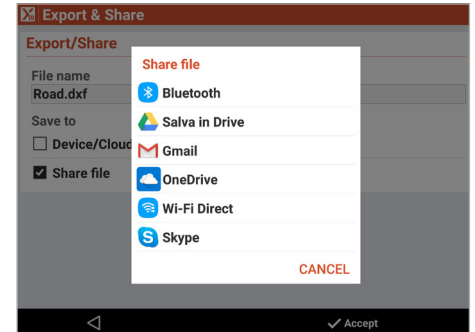 Export & Share
Export/Share
File name
Road.dxf
Save to
Device/Cloud
Share file
Share file
Bluetooth
Salva in Drive
Gmail
OneDrive
Wi-Fi Direct
Skype
CANCEL
Accept